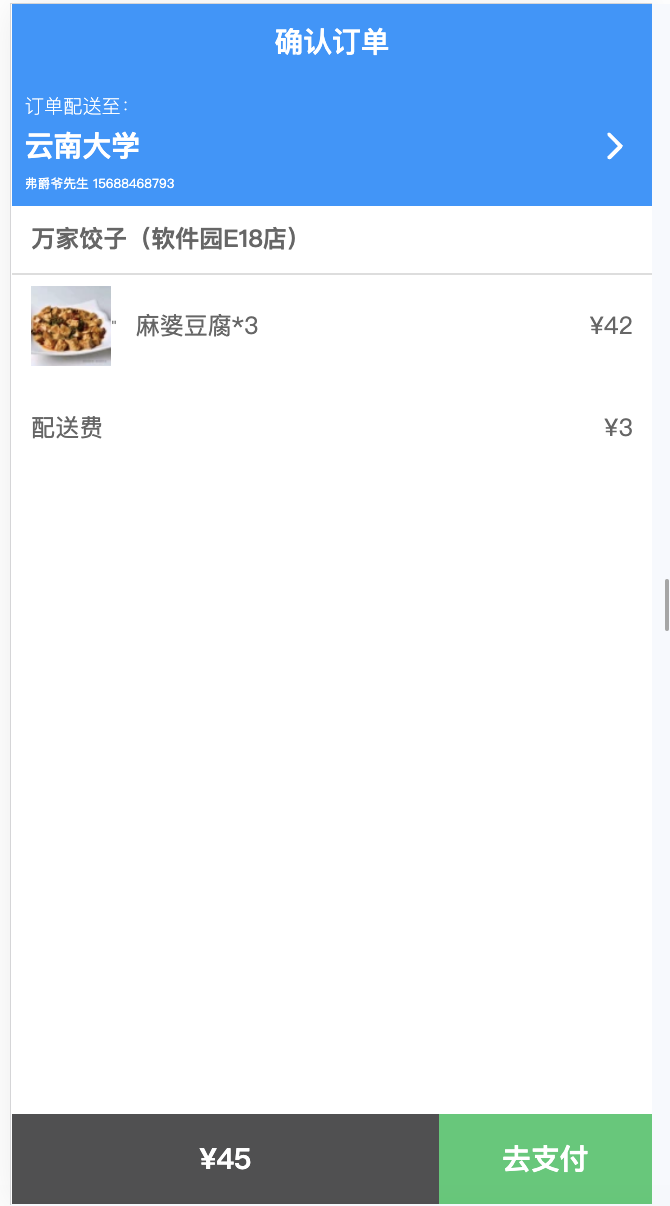 确认订单
订单配送至:
云南大学
弗爵爷先生 15688468793
万家饺子（软件园E18店）
" 麻婆豆腐*3 ¥42
配送费 ¥3
¥45 去支付